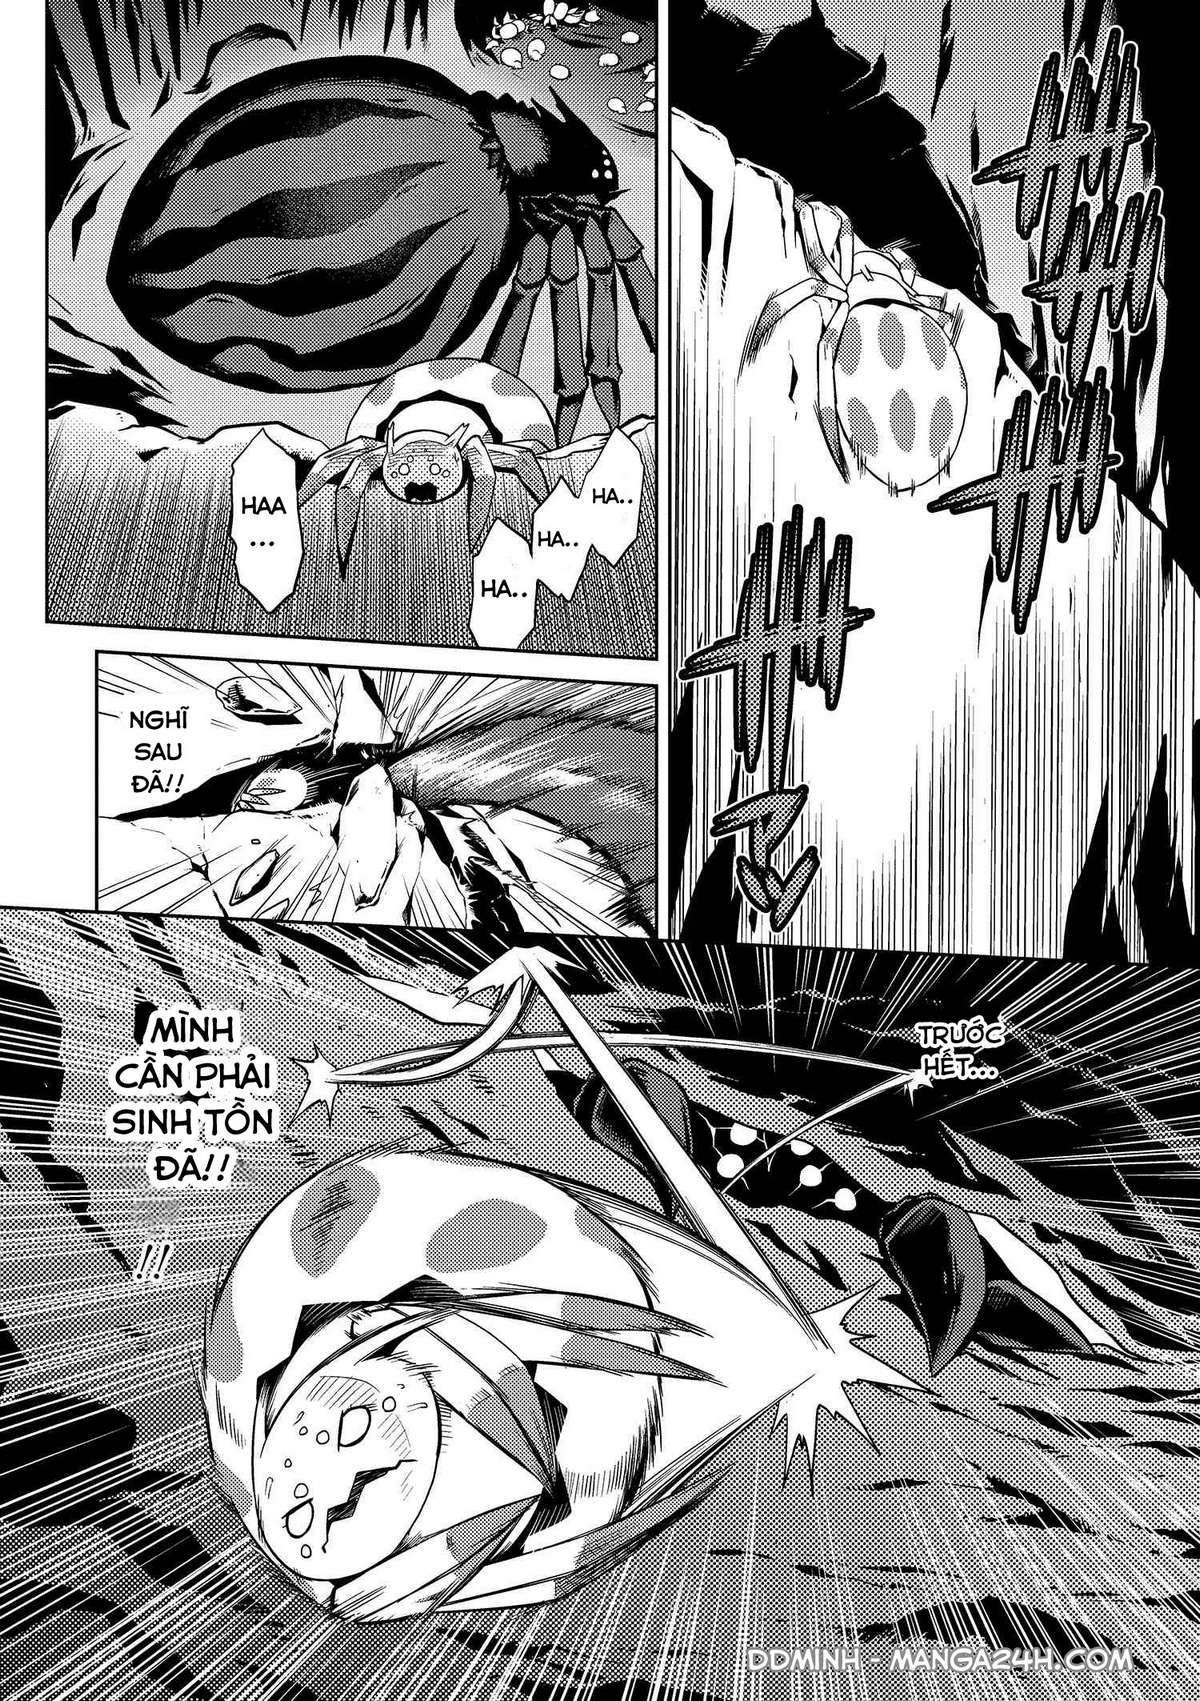 HA..
HA..
HA..
HAA
...
NGHĨ
SAU
ĐÃ!!
TRƯỚC
HẾT...
MÌNH
CẦN PHẢI
SINH TỒN
ĐÃ!!
!!!
DDMINH - MANGA24H.COM